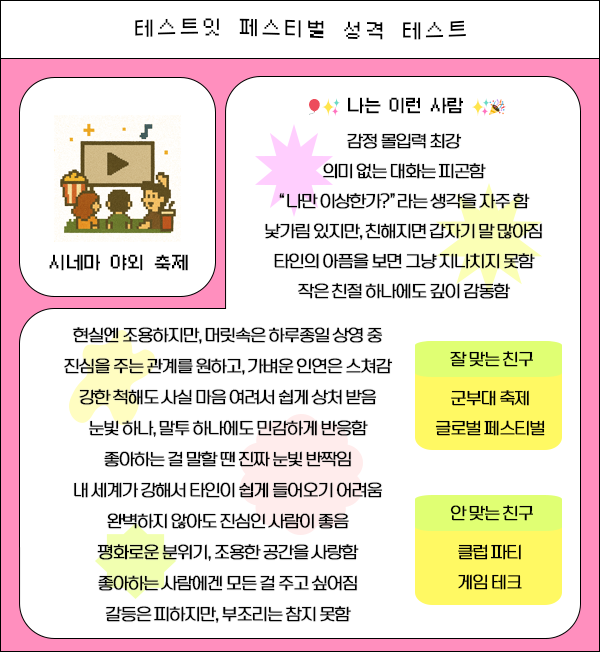 테스트잇 페스티벌 성격 테스트
시네마 야외 축제
🎈✨ 나는 이런 사람 ✨🎉
감정 몰입력 최강
의미 없는 대화는 피곤함
“나만 이상한가?”라는 생각을 자주 함
낯가림 있지만, 친해지면 갑자기 말 많아짐
타인의 아픔을 보면 그냥 지나치지 못함
작은 친절 하나에도 깊이 감동함
현실엔 조용하지만, 머릿속은 하루종일 상영 중
진심을 주는 관계를 원하고, 가벼운 인연은 스쳐감
강한 척해도 사실 마음 여려서 쉽게 상처 받음
눈빛 하나, 말투 하나에도 민감하게 반응함
좋아하는 걸 말할 땐 진짜 눈빛 반짝임
내 세계가 강해서 타인이 쉽게 들어오기 어려움
완벽하지 않아도 진심인 사람이 좋음
평화로운 분위기, 조용한 공간을 사랑함
좋아하는 사람에겐 모든 걸 주고 싶어짐
갈등은 피하지만, 부조리는 참지 못함
잘 맞는 친구
군부대 축제
글로벌 페스티벌
안 맞는 친구
클럽 파티
게임 테크